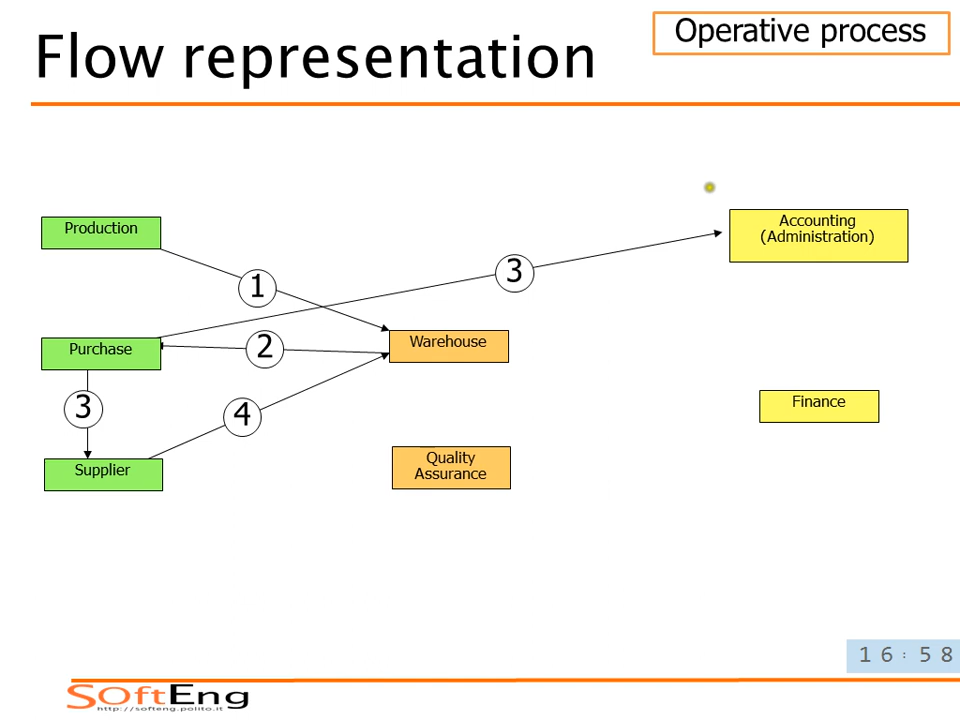 Flow representation
Operative process
Production
Accounting
(Administration)
1
3
Purchase
2
Warehouse
3
4
Finance
Supplier
Quality
Assurance
16:58
SOftEng
http://softeng.polito.it